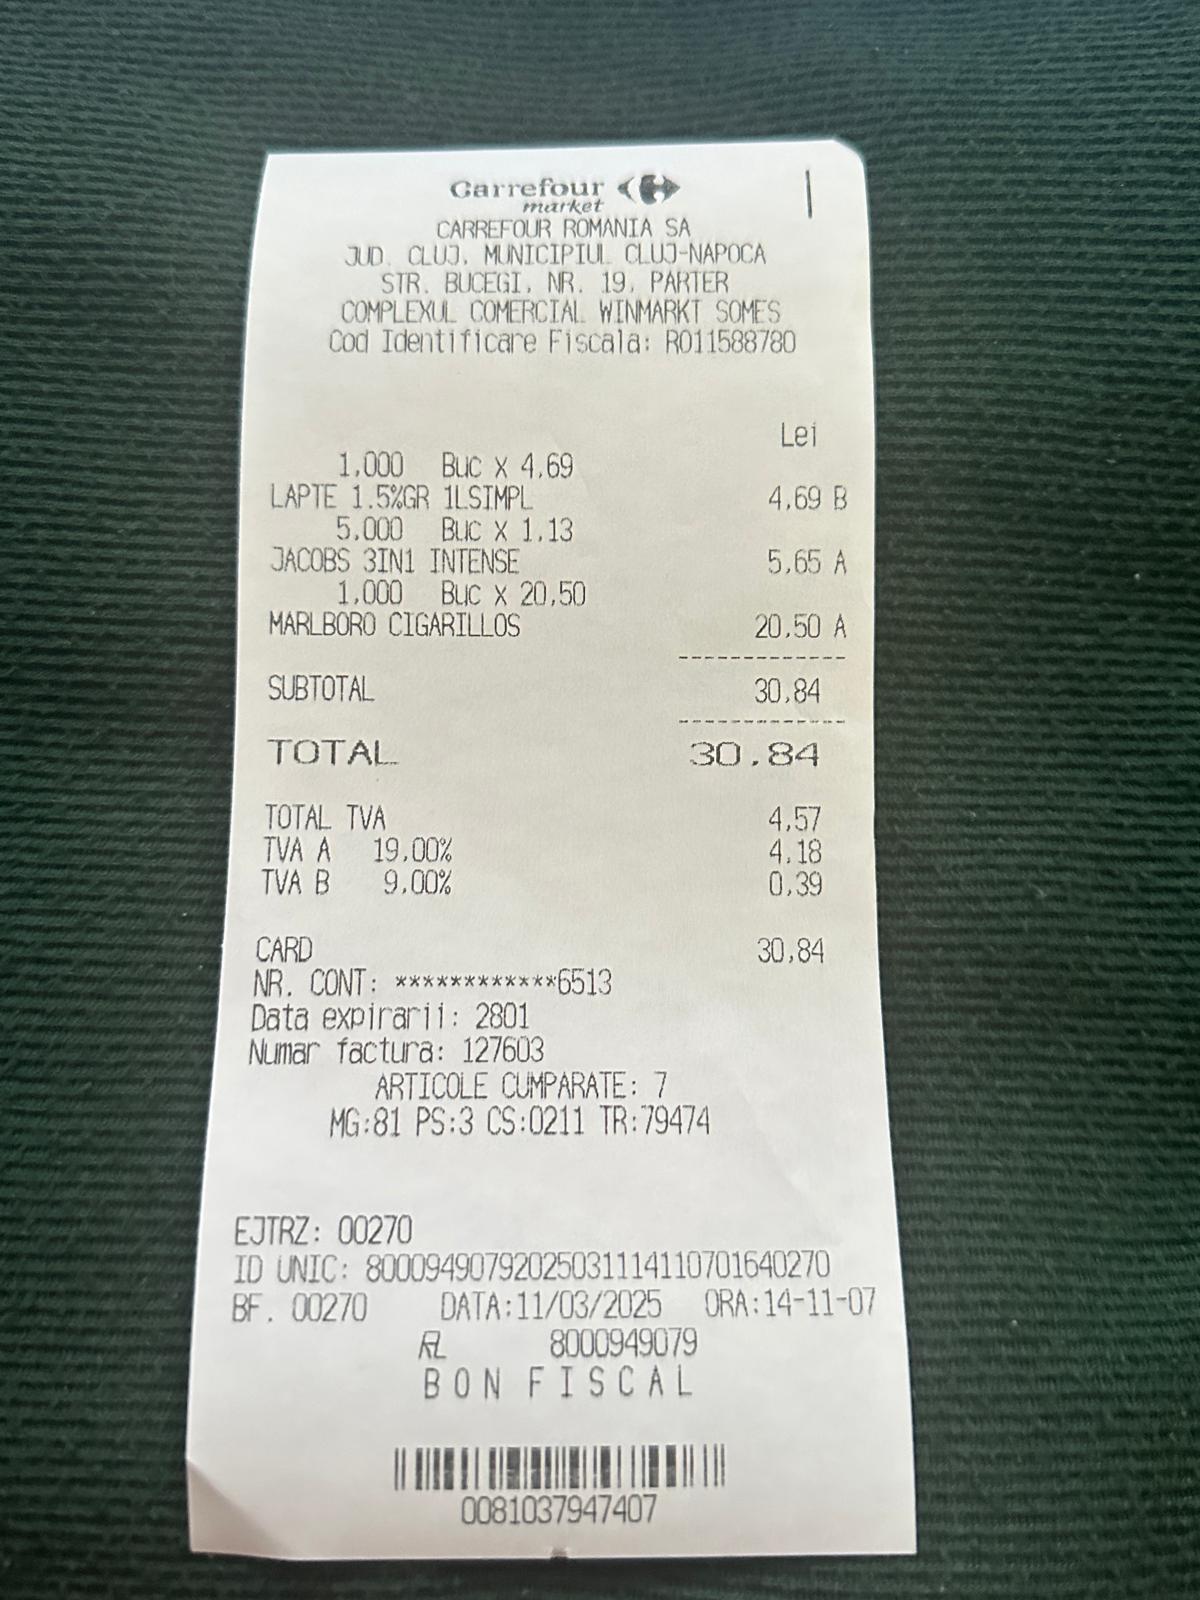 Carrefour
market
CARREFOUR ROMANIA SA
JUD. CLUJ, MUNICIPIUL CLUJ-NAPOCA
STR. BUCEGI, NR. 19, PARTER
COMPLEXUL COMERCIAL WINMARKT SOMES
Cod Identificare Fiscala: RO11588780
Lei
1,000 Buc X 4,69
LAPTE 1.5%GR 1LSIMPL 4,69 B
5,000 Buc X 1,13
JACOBS 3IN1 INTENSE 5,65 A
1,000 Buc X 20,50
MARLBORO CIGARILLOS 20,50 A
------------
SUBTOTAL 30,84
------------
TOTAL 30,84
TOTAL TVA 4,57
TVA A 19,00% 4,18
TVA B 9,00% 0,39
CARD 30,84
NR. CONT: ************6513
Data expirarii: 2801
Numar factura: 127603
ARTICOLE CUMPARATE: 7
MG:81 PS:3 CS:0211 TR:79474
EJTRZ: 00270
ID UNIC: 8000949079202503111411070164​0270
BF. 00270 DATA:11/03/2025 ORA:14-11-07
8000949079
BON FISCAL
0081037947407